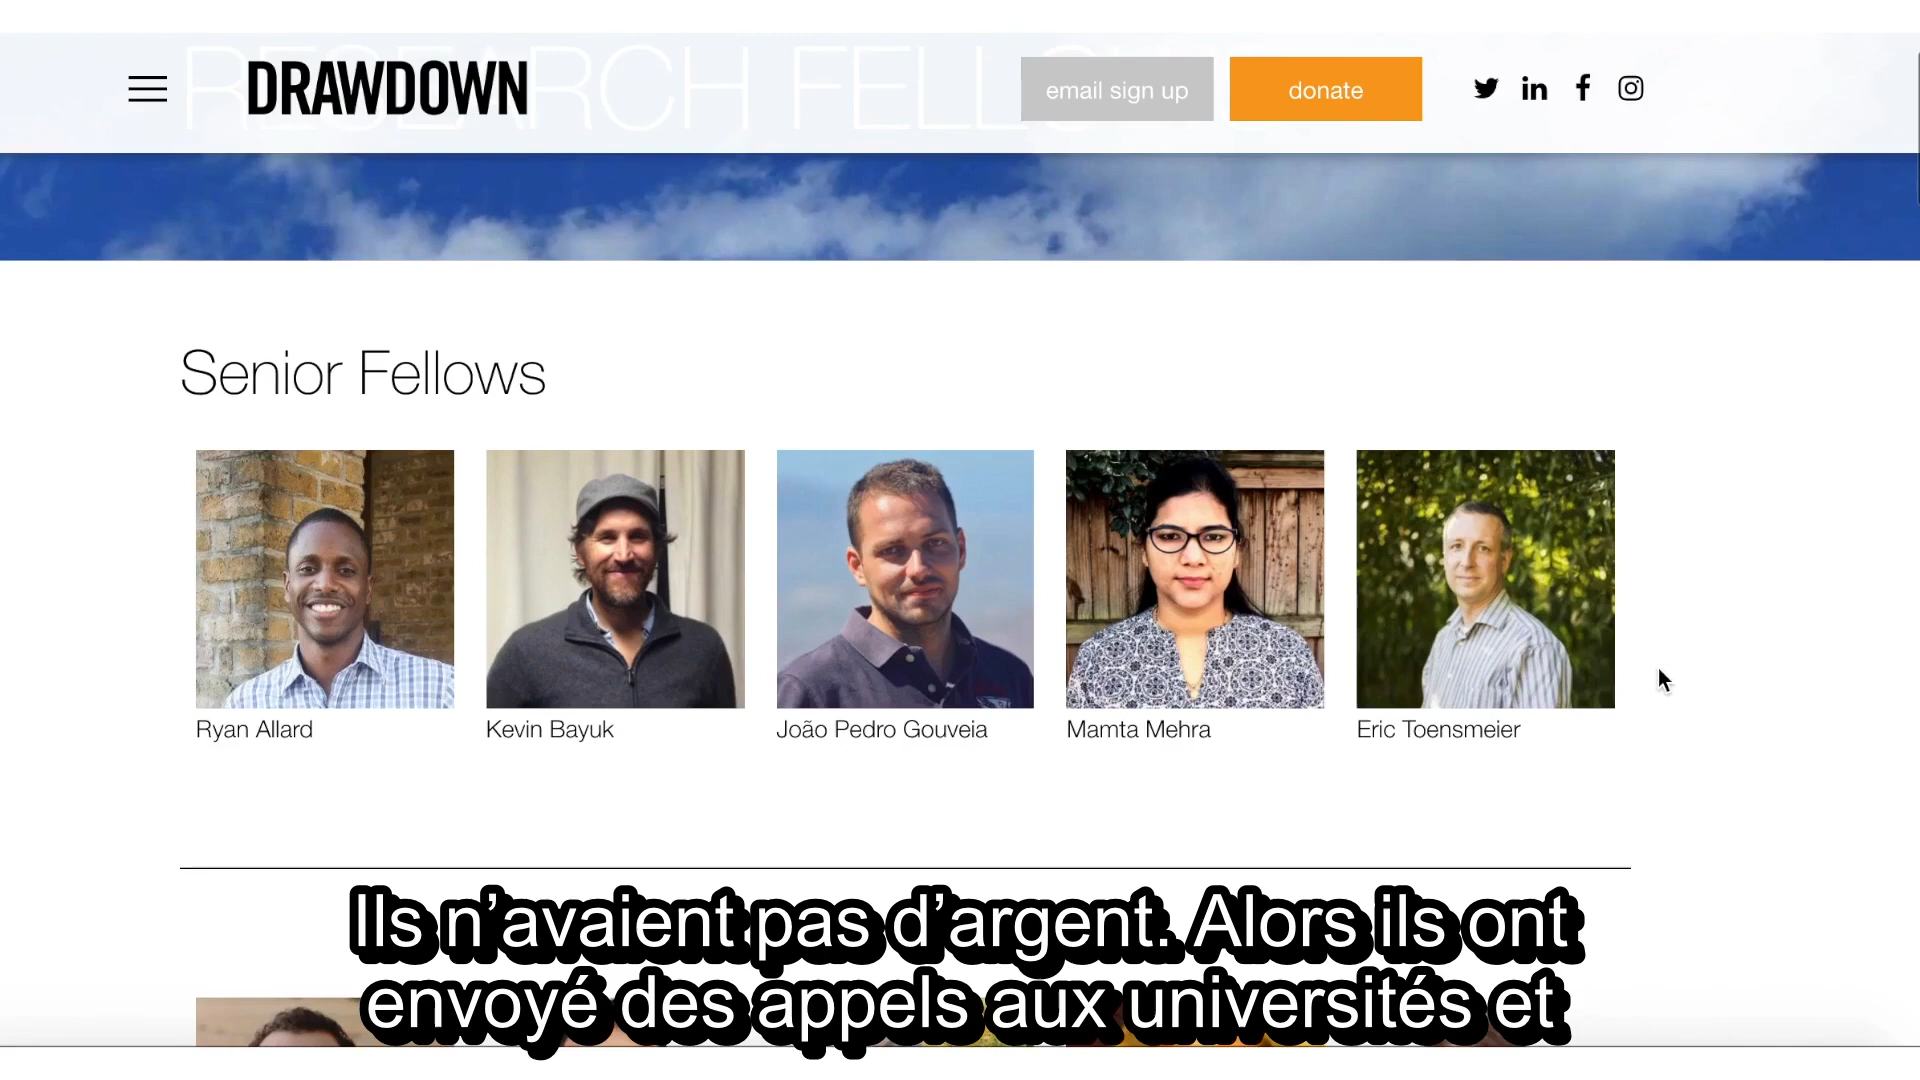 RESEARCH FELL
DRAWDOWN
email sign up
donate
Senior Fellows
Ryan Allard
Kevin Bayuk
João Pedro Gouveia
Mamta Mehra
Eric Toensmeier
Ils n’avaient pas d’argent. Alors ils ont
envoyé des appels aux universités et